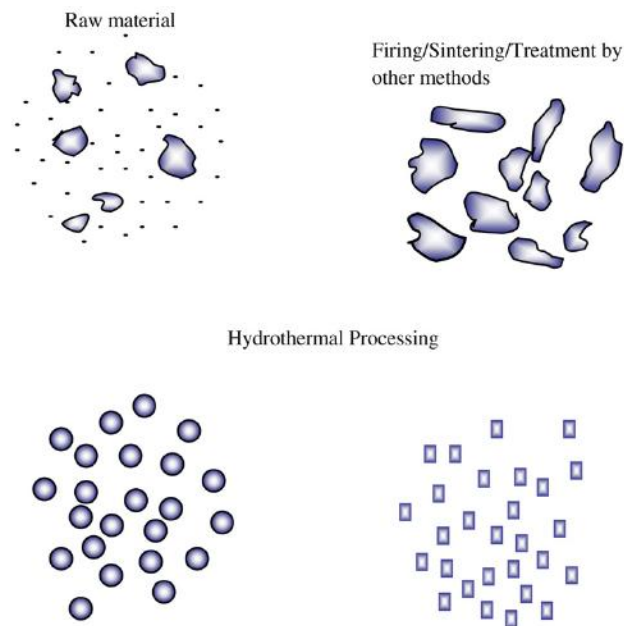 Raw material
Firing/Sintering/Treatment by
other methods
Hydrothermal Processing